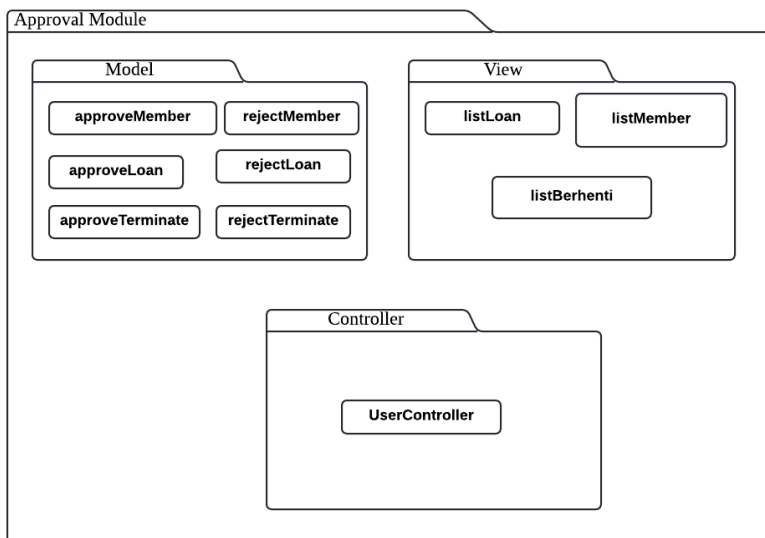 Approval Module
Model
approveMember
rejectMember
approveLoan
rejectLoan
approveTerminate
rejectTerminate
View
listLoan
listMember
listBerhenti
Controller
UserController